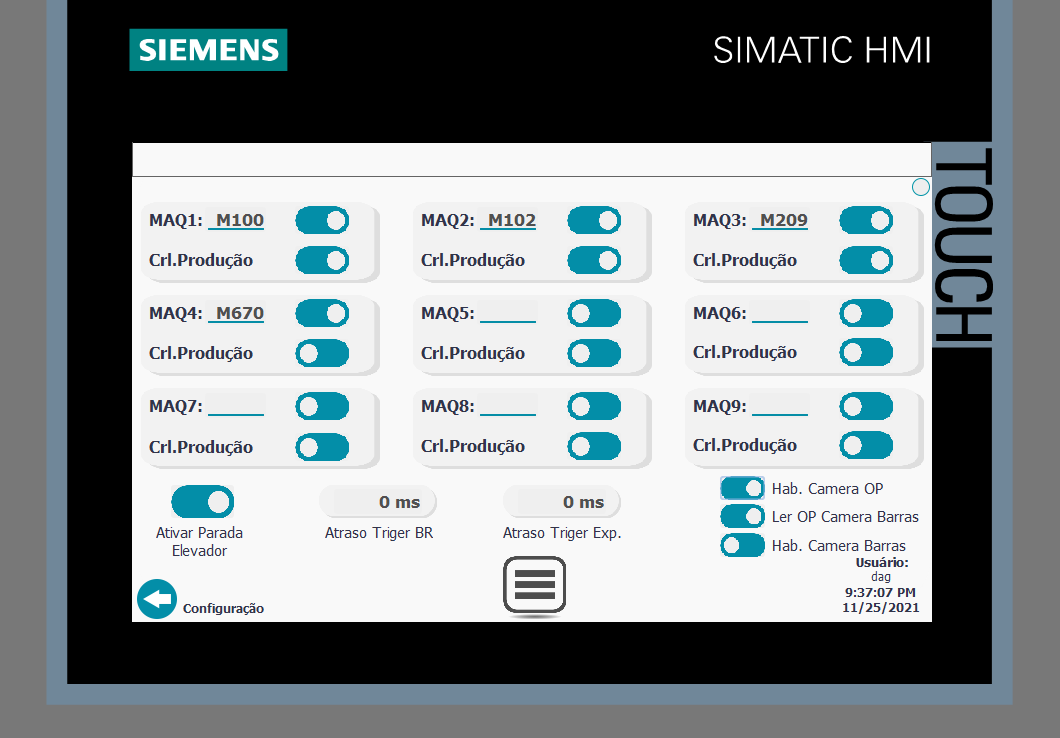 SIEMENS
SIMATIC HMI
TOUCH
MAQ1: M100
Crl.Produção
MAQ2: M102
Crl.Produção
MAQ3: M209
Crl.Produção
MAQ4: M670
Crl.Produção
MAQ5:
Crl.Produção
MAQ6:
Crl.Produção
MAQ7:
Crl.Produção
MAQ8:
Crl.Produção
MAQ9:
Crl.Produção
Ativar Parada
Elevador
0 ms
Atraso Triger BR
0 ms
Atraso Triger Exp.
Hab. Camera OP
Ler OP Camera Barras
Hab. Camera Barras
Usuário:
dag
9:37:07 PM
11/25/2021
Configuração